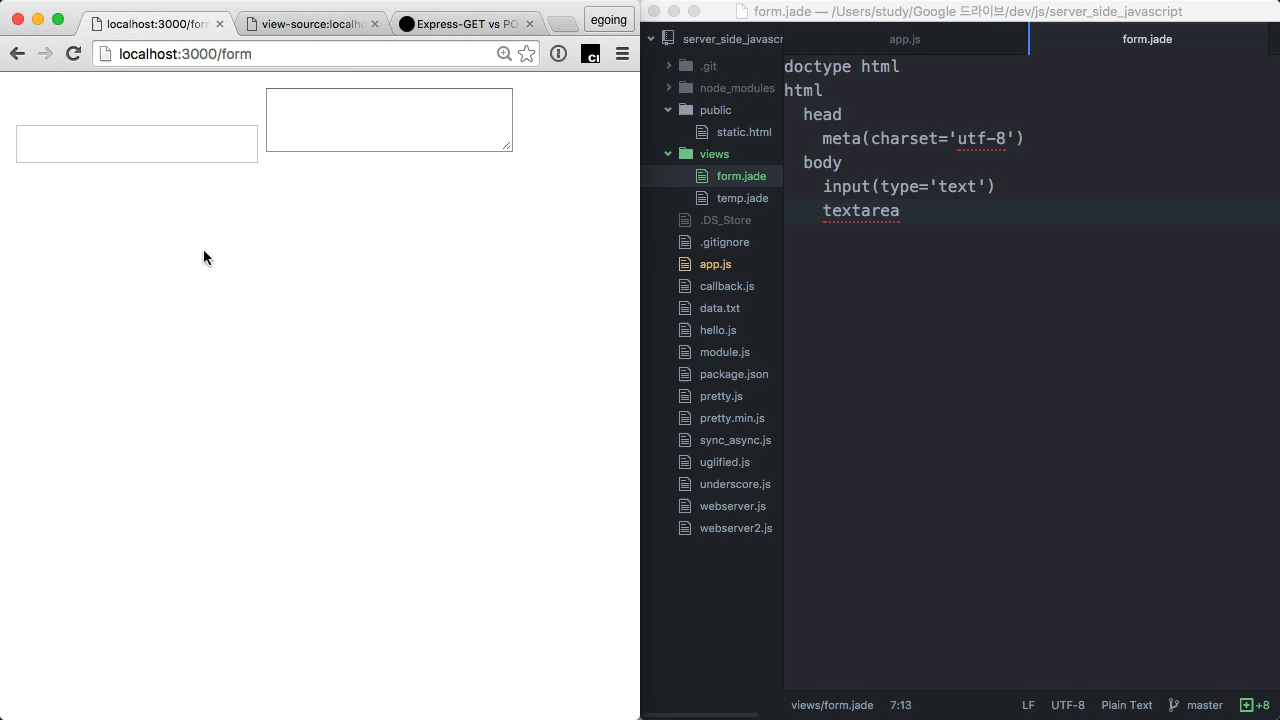 localhost:3000/for
view-source:localh
Express-GET vs PO
egoing
localhost:3000/form
form.jade — /Users/study/Google 드라이브/dev/js/server_side_javascript
server_side_javascr
app.js
form.jade
.git
node_modules
public
static.html
views
form.jade
temp.jade
.DS_Store
.gitignore
app.js
callback.js
data.txt
hello.js
module.js
package.json
pretty.js
pretty.min.js
sync_async.js
uglified.js
underscore.js
webserver.js
webserver2.js
doctype html
html
head
meta(charset='utf-8')
body
input(type='text')
textarea
views/form.jade 7:13
LF UTF-8 Plain Text master +8